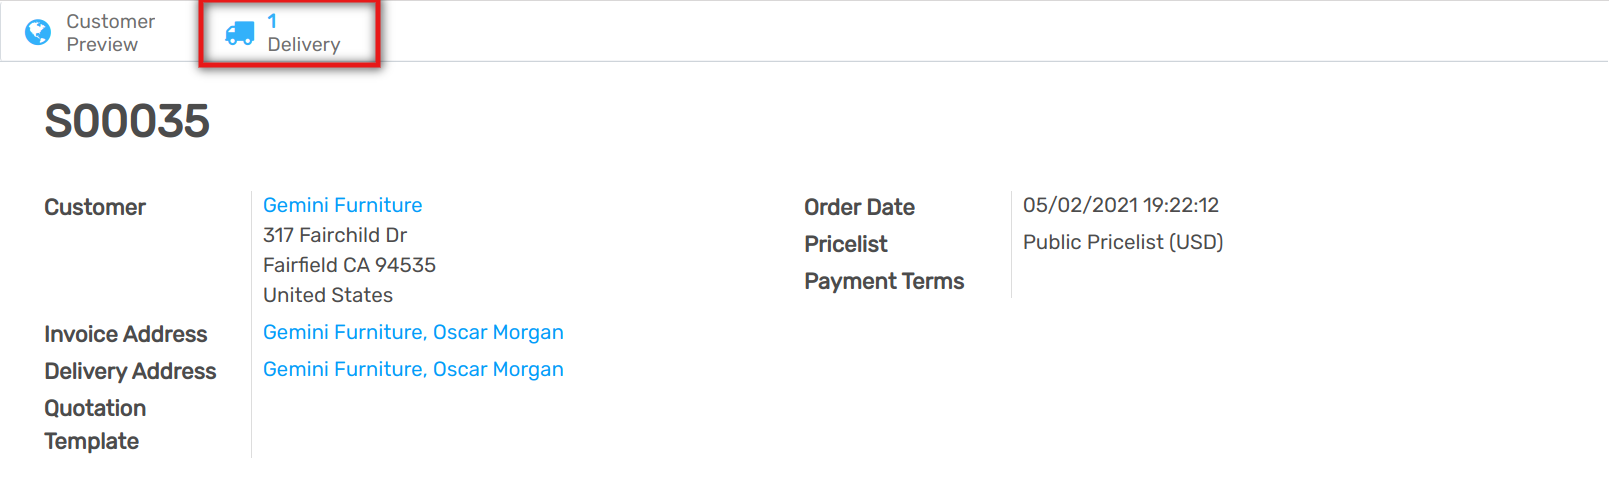 Customer
Preview
1
Delivery
S00035
Customer
Gemini Furniture
317 Fairchild Dr
Fairfield CA 94535
United States
Invoice Address
Gemini Furniture, Oscar Morgan
Delivery Address
Gemini Furniture, Oscar Morgan
Quotation
Template
Order Date
05/02/2021 19:22:12
Pricelist
Public Pricelist (USD)
Payment Terms